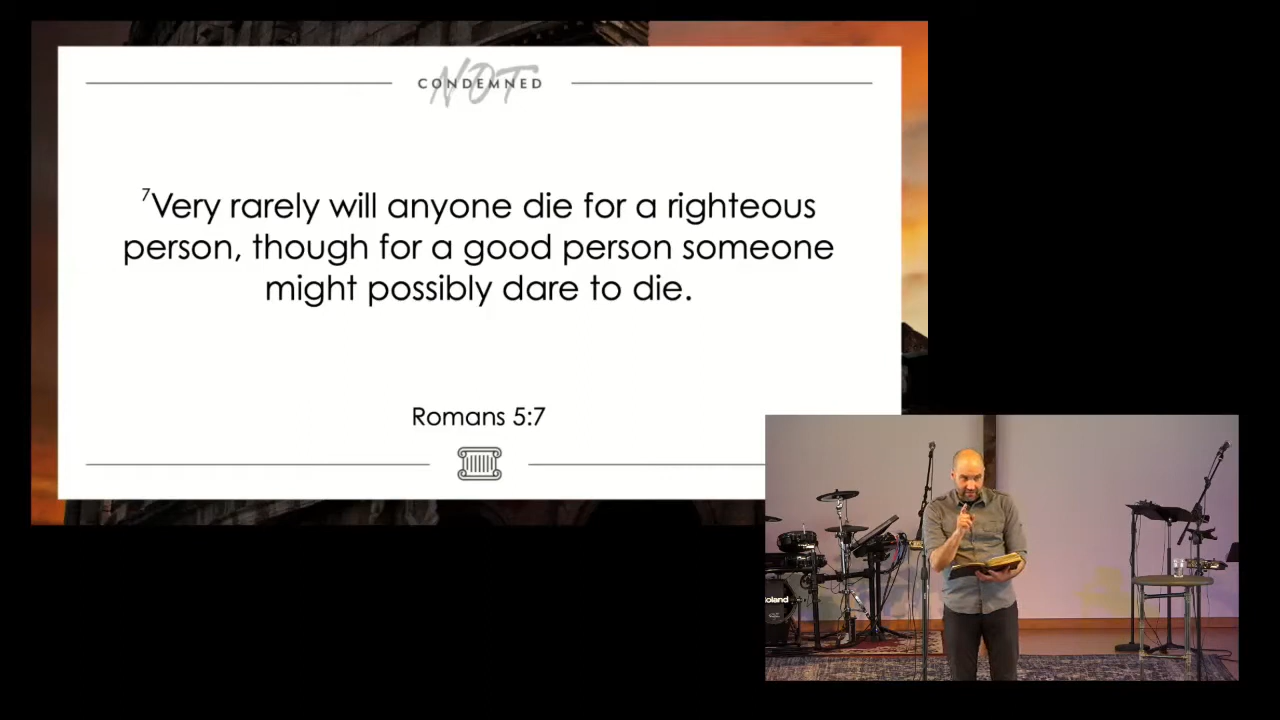 NOT
CONDEMNED
7Very rarely will anyone die for a righteous
person, though for a good person someone
might possibly dare to die.
Romans 5:7
oland